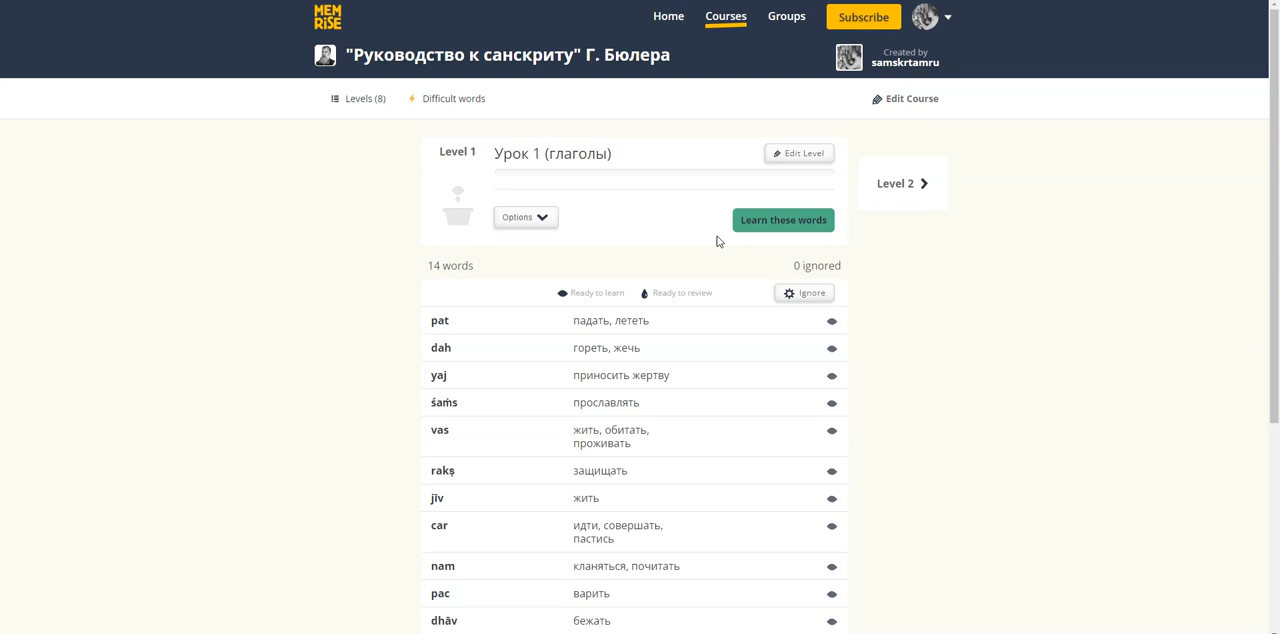 MEM
RiSE
Home
Courses
Groups
Subscribe
"Руководство к санскриту" Г. Бюлера
Created by
samskrtamru
Levels (8)
Difficult words
Edit Course
Level 1
Урок 1 (глаголы)
Edit Level
Level 2
Options
Learn these words
14 words
0 ignored
Ready to learn
Ready to review
Ignore
pat падать, лететь
dah гореть, жечь
yaj приносить жертву
śaṁs прославлять
vas жить, обитать,
проживать
rakṣ защищать
jīv жить
car идти, совершать,
пастись
nam кланяться, почитать
pac варить
dhāv бежать